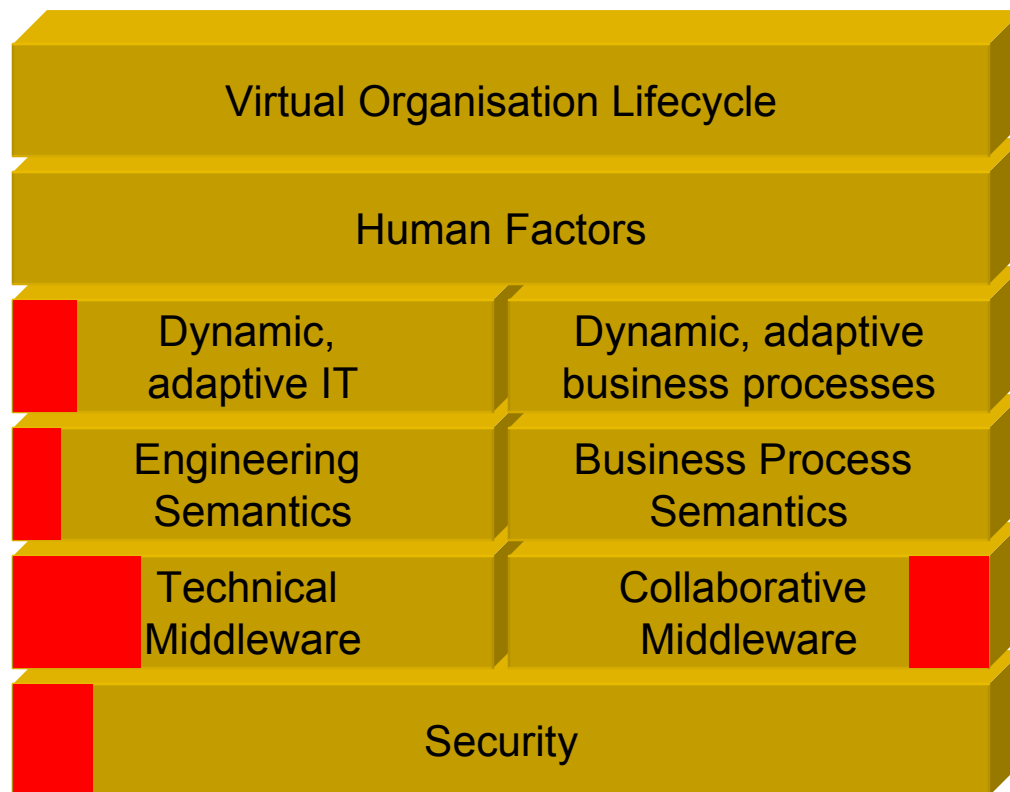 Virtual Organisation Lifecycle
Human Factors
Dynamic,
adaptive IT
Dynamic, adaptive
business processes
Engineering
Semantics
Business Process
Semantics
Technical
Middleware
Collaborative
Middleware
Security